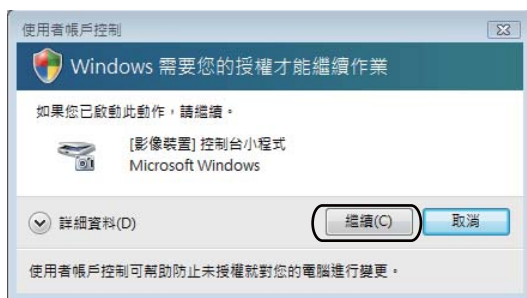 使用者帳戶控制
Windows 需要您的授權才能繼續作業
如果您已啟動此動作，請繼續。
[影像裝置] 控制台小程式
Microsoft Windows
詳細資料(D)
繼續(C)
取消
使用者帳戶控制可幫助防止未授權就對您的電腦進行變更。